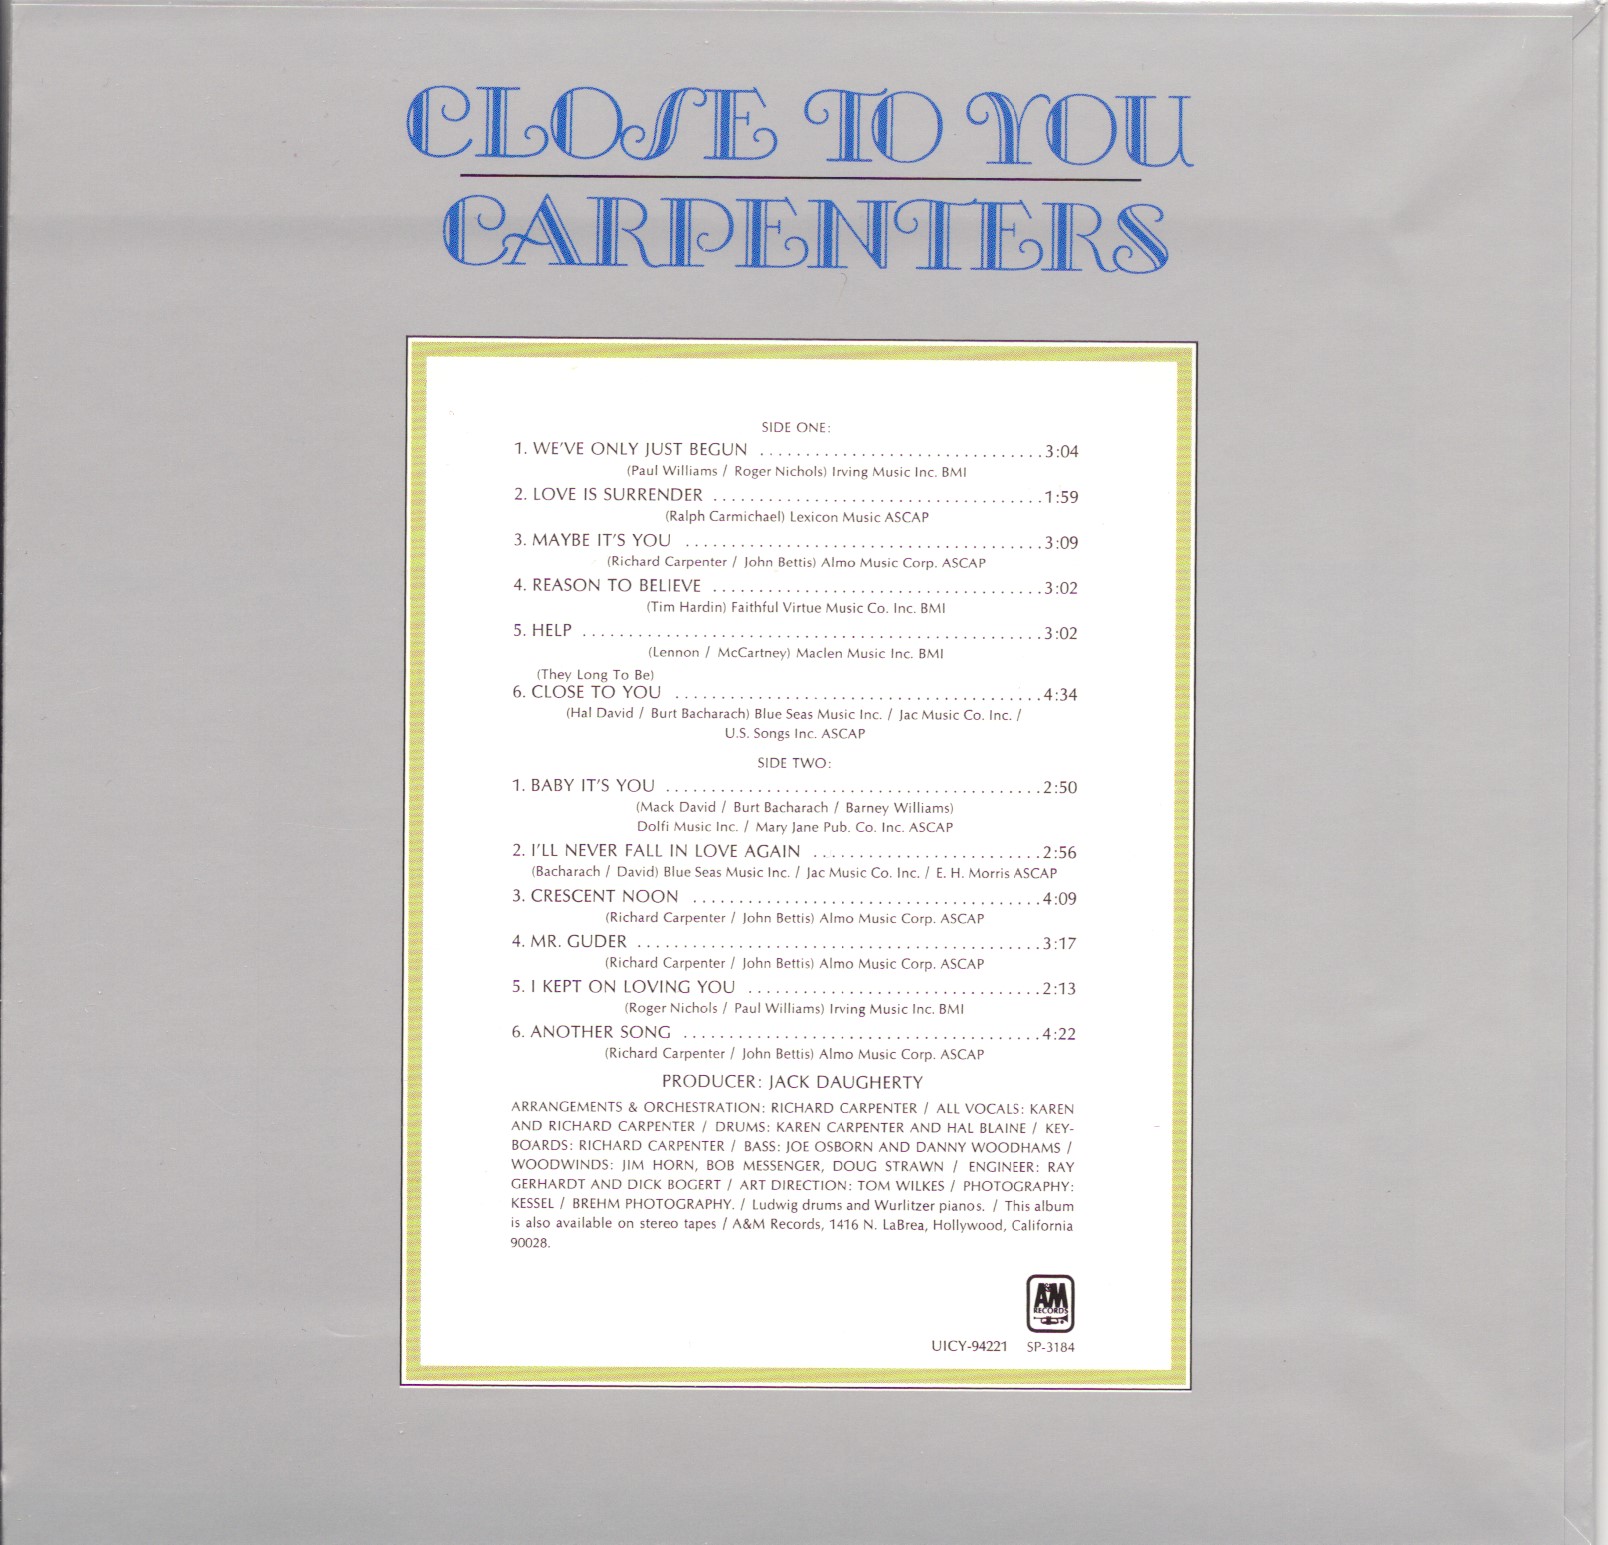 CLOSE TO YOU
CARPENTERS
SIDE ONE:
1. WE'VE ONLY JUST BEGUN ...............................3:04
(Paul Williams / Roger Nichols) Irving Music Inc. BMI
2. LOVE IS SURRENDER ....................................1:59
(Ralph Carmichael) Lexicon Music ASCAP
3. MAYBE IT'S YOU .......................................3:09
(Richard Carpenter / John Bettis) Almo Music Corp. ASCAP
4. REASON TO BELIEVE ....................................3:02
(Tim Hardin) Faithful Virtue Music Co. Inc. BMI
5. HELP ..................................................3:02
(Lennon / McCartney) Maclen Music Inc. BMI
(They Long To Be)
6. CLOSE TO YOU ........................................4:34
(Hal David / Burt Bacharach) Blue Seas Music Inc. / Jac Music Co. Inc. /
U.S. Songs Inc. ASCAP
SIDE TWO:
1. BABY IT'S YOU .........................................2:50
(Mack David / Burt Bacharach / Barney Williams)
Dolfi Music Inc. / Mary Jane Pub. Co. Inc. ASCAP
2. I'LL NEVER FALL IN LOVE AGAIN .........................2:56
(Bacharach / David) Blue Seas Music Inc. / Jac Music Co. Inc. / E. H. Morris ASCAP
3. CRESCENT NOON ......................................4:09
(Richard Carpenter / John Bettis) Almo Music Corp. ASCAP
4. MR. GUDER ............................................3:17
(Richard Carpenter / John Bettis) Almo Music Corp. ASCAP
5. I KEPT ON LOVING YOU ................................2:13
(Roger Nichols / Paul Williams) Irving Music Inc. BMI
6. ANOTHER SONG .......................................4:22
(Richard Carpenter / John Bettis) Almo Music Corp. ASCAP
PRODUCER: JACK DAUGHERTY
ARRANGEMENTS & ORCHESTRATION: RICHARD CARPENTER / ALL VOCALS: KAREN
AND RICHARD CARPENTER / DRUMS: KAREN CARPENTER AND HAL BLAINE / KEY-
BOARDS: RICHARD CARPENTER / BASS: JOE OSBORN AND DANNY WOODHAMS /
WOODWINDS: JIM HORN, BOB MESSENGER, DOUG STRAWN / ENGINEER: RAY
GERHARDT AND DICK BOGERT / ART DIRECTION: TOM WILKES / PHOTOGRAPHY:
KESSEL / BREHM PHOTOGRAPHY. / Ludwig drums and Wurlitzer pianos. / This album
is also available on stereo tapes / A&M Records, 1416 N. LaBrea, Hollywood, California
90028.
A&M
RECORDS
UICY-94221 SP-3184